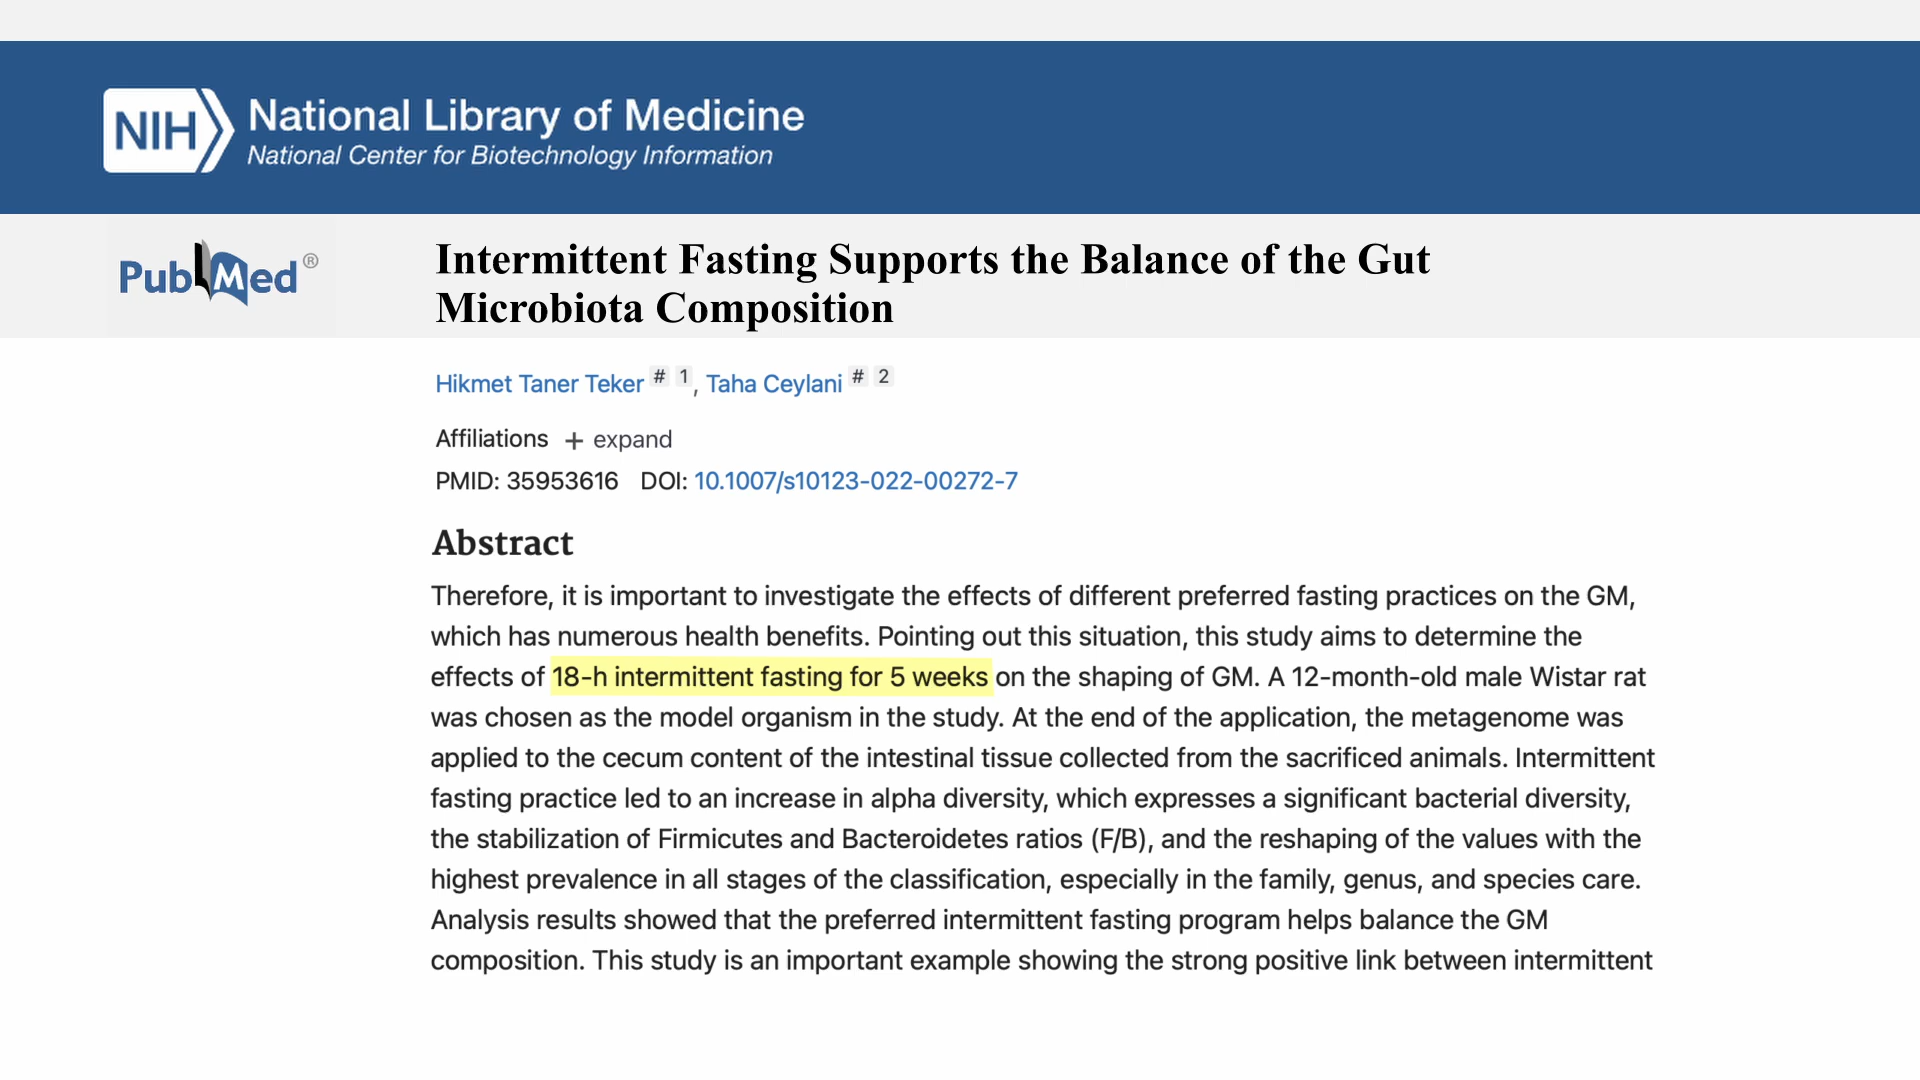 NIH
National Library of Medicine
National Center for Biotechnology Information
PubMed®
Intermittent Fasting Supports the Balance of the Gut
Microbiota Composition
Hikmet Taner Teker # 1, Taha Ceylani # 2
Affiliations + expand
PMID: 35953616 DOI: 10.1007/s10123-022-00272-7
Abstract
Therefore, it is important to investigate the effects of different preferred fasting practices on the GM,
which has numerous health benefits. Pointing out this situation, this study aims to determine the
effects of 18-h intermittent fasting for 5 weeks on the shaping of GM. A 12-month-old male Wistar rat
was chosen as the model organism in the study. At the end of the application, the metagenome was
applied to the cecum content of the intestinal tissue collected from the sacrificed animals. Intermittent
fasting practice led to an increase in alpha diversity, which expresses a significant bacterial diversity,
the stabilization of Firmicutes and Bacteroidetes ratios (F/B), and the reshaping of the values with the
highest prevalence in all stages of the classification, especially in the family, genus, and species care.
Analysis results showed that the preferred intermittent fasting program helps balance the GM
composition. This study is an important example showing the strong positive link between intermittent